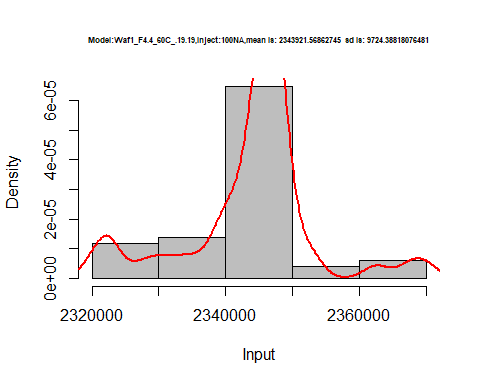 Model:Waf1_F4.4_60C_.19.19,Inject:100NA,mean is: 2343921.56862745 sd is: 9724.38818076481
Density
0e+00
2e-05
4e-05
6e-05
2320000
2340000
2360000
Input